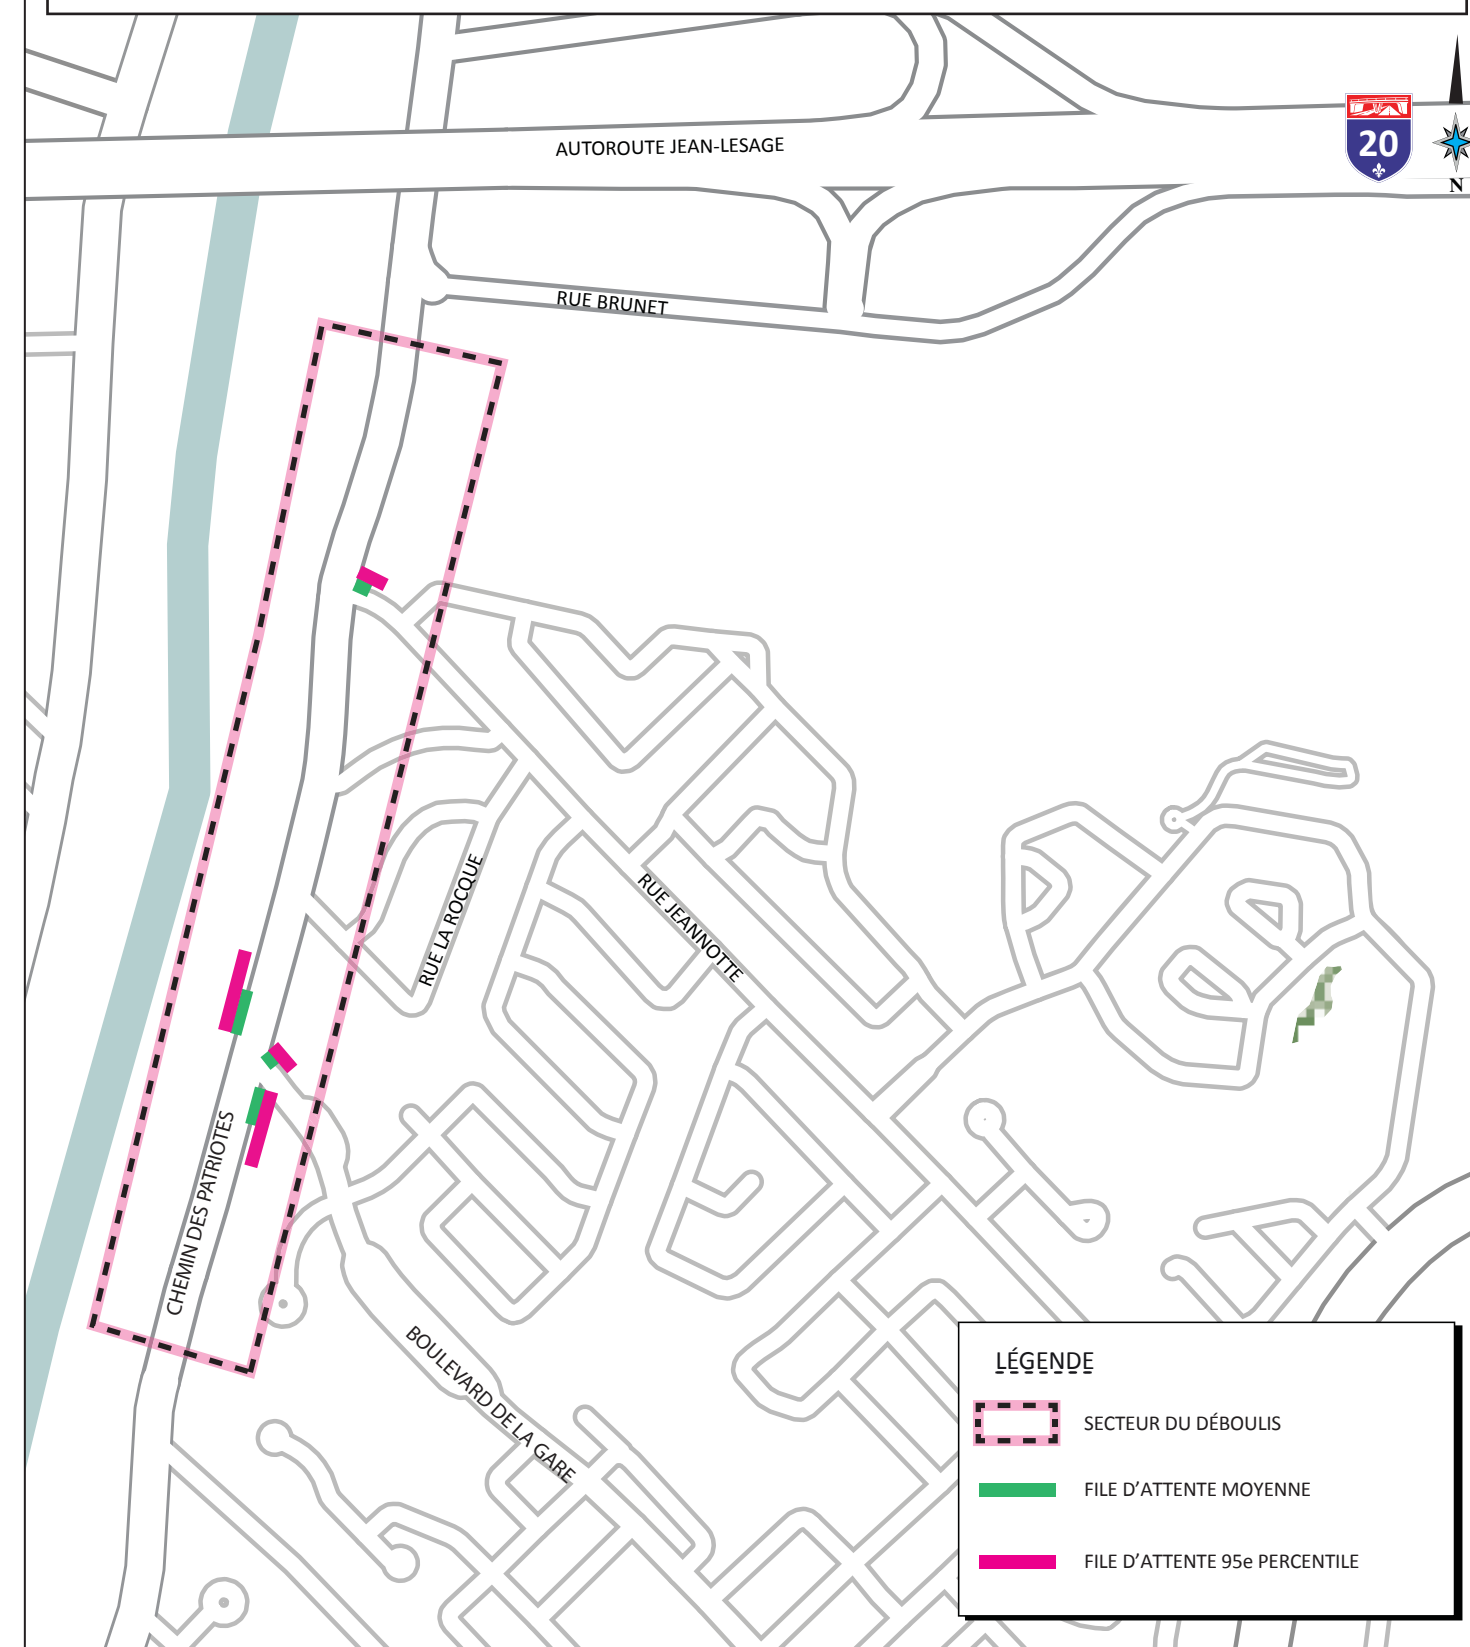 AUTOROUTE JEAN-LESAGE
20
N
RUE BRUNET
RUE LA ROCQUE
RUE JEANNOTTE
CHEMIN DES PATRIOTES
BOULEVARD DE LA GARE
LÉGENDE
SECTEUR DU DÉBOULIS
FILE D'ATTENTE MOYENNE
FILE D'ATTENTE 95e PERCENTILE